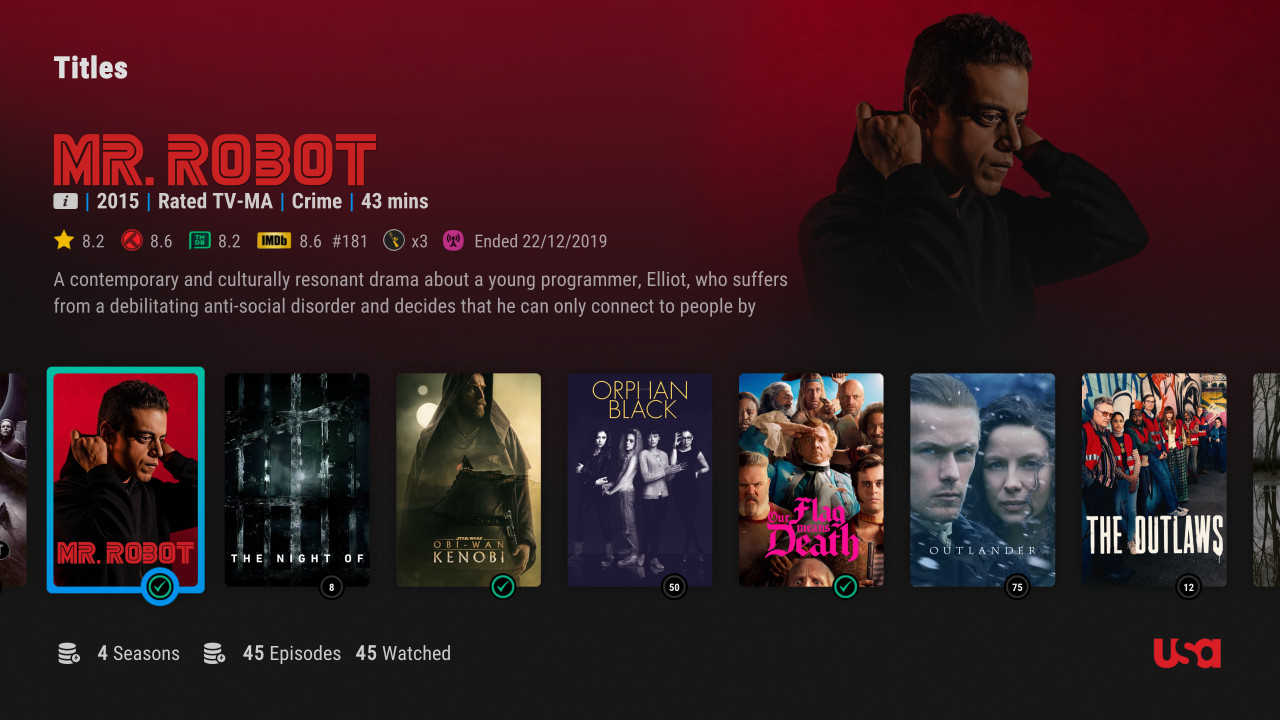 Titles
MR. ROBOT
i | 2015 | Rated TV-MA | Crime | 43 mins
8.2 8.6 TMDB 8.2 IMDb 8.6 #181 x3 Ended 22/12/2019
A contemporary and culturally resonant drama about a young programmer, Elliot, who suffers
from a debilitating anti-social disorder and decides that he can only connect to people by
MR. ROBOT
THE NIGHT OF
8
STAR WARS
OBI-WAN
KENOBI
ORPHAN
BLACK
50
Our Flag
means
Death
OUTLANDER
75
THE OUTLAWS
12
4 Seasons 45 Episodes 45 Watched
usa